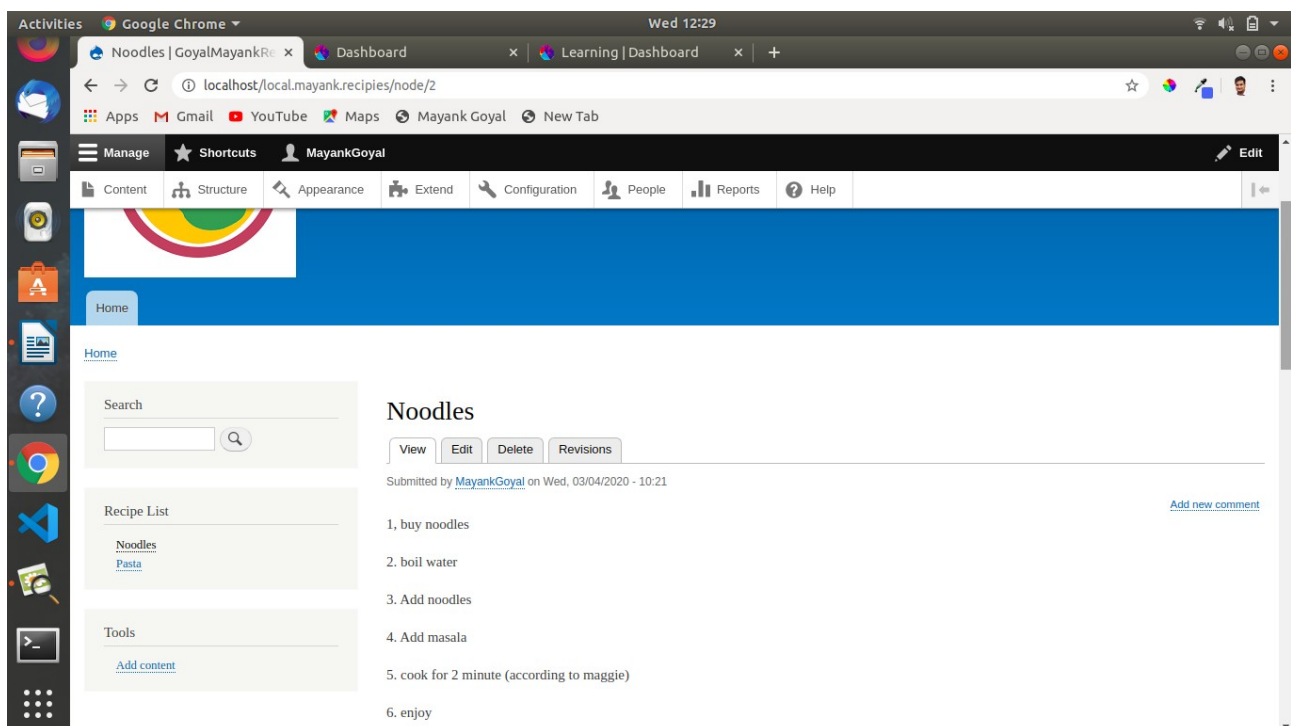 Activities Google Chrome Wed 12:29
Noodles | GoyalMayankRe Dashboard Learning | Dashboard
localhost/local.mayank.recipies/node/2
Apps Gmail YouTube Maps Mayank Goyal New Tab
Manage Shortcuts MayankGoyal Edit
Content Structure Appearance Extend Configuration People Reports Help
Home
Home
Search
Recipe List
Noodles
Pasta
Tools
Add content
Noodles
View Edit Delete Revisions
Submitted by MayankGoyal on Wed, 03/04/2020 - 10:21
Add new comment
1, buy noodles
2. boil water
3. Add noodles
4. Add masala
5. cook for 2 minute (according to maggie)
6. enjoy